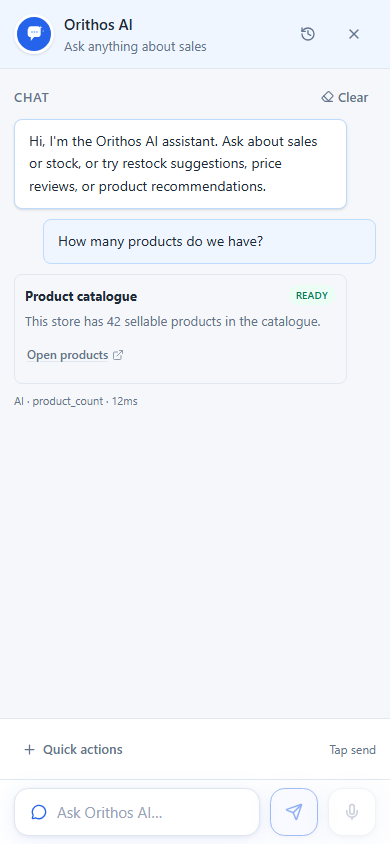 Orithos AI
Ask anything about sales
CHAT
Clear
Hi, I'm the Orithos AI assistant. Ask about sales
or stock, or try restock suggestions, price
reviews, or product recommendations.
How many products do we have?
Product catalogue
READY
This store has 42 sellable products in the catalogue.
Open products
AI · product_count · 12ms
Quick actions
Tap send
Ask Orithos AI...